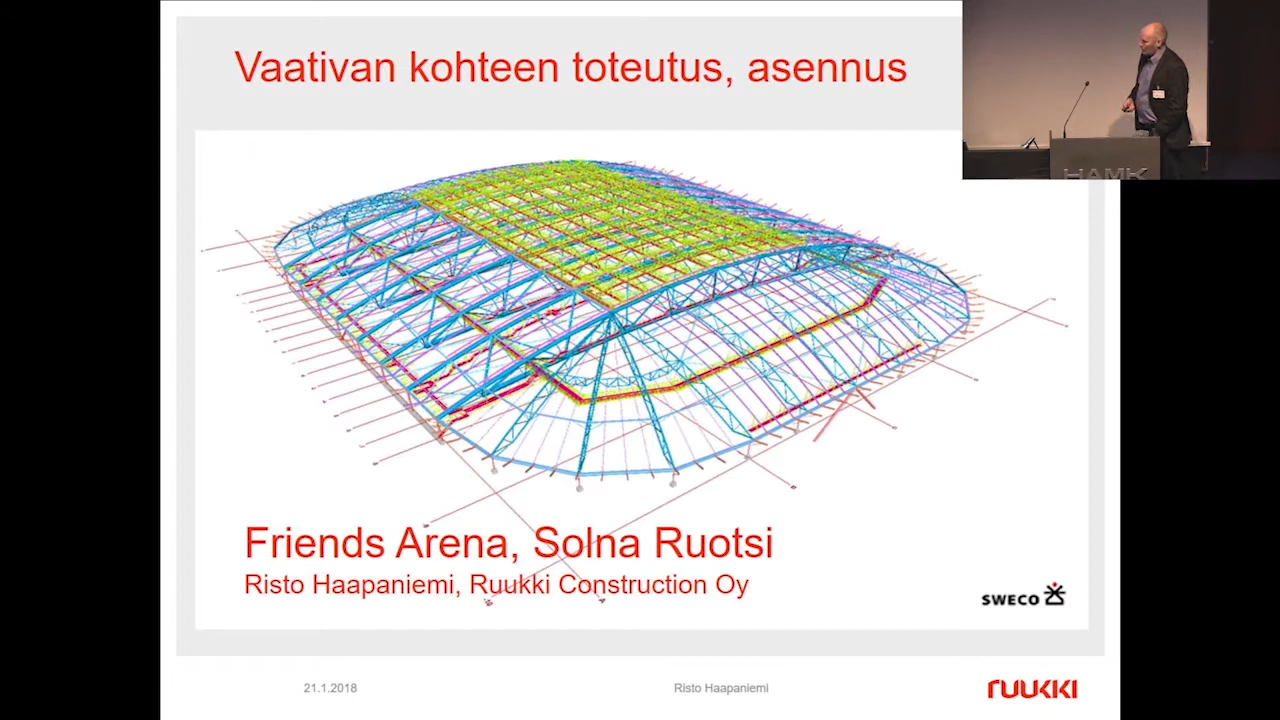 Vaativan kohteen toteutus, asennus
HAMK
Friends Arena, Solna Ruotsi
Risto Haapaniemi, Ruukki Construction Oy
SWECO
21.1.2018
Risto Haapaniemi
RUUKKI